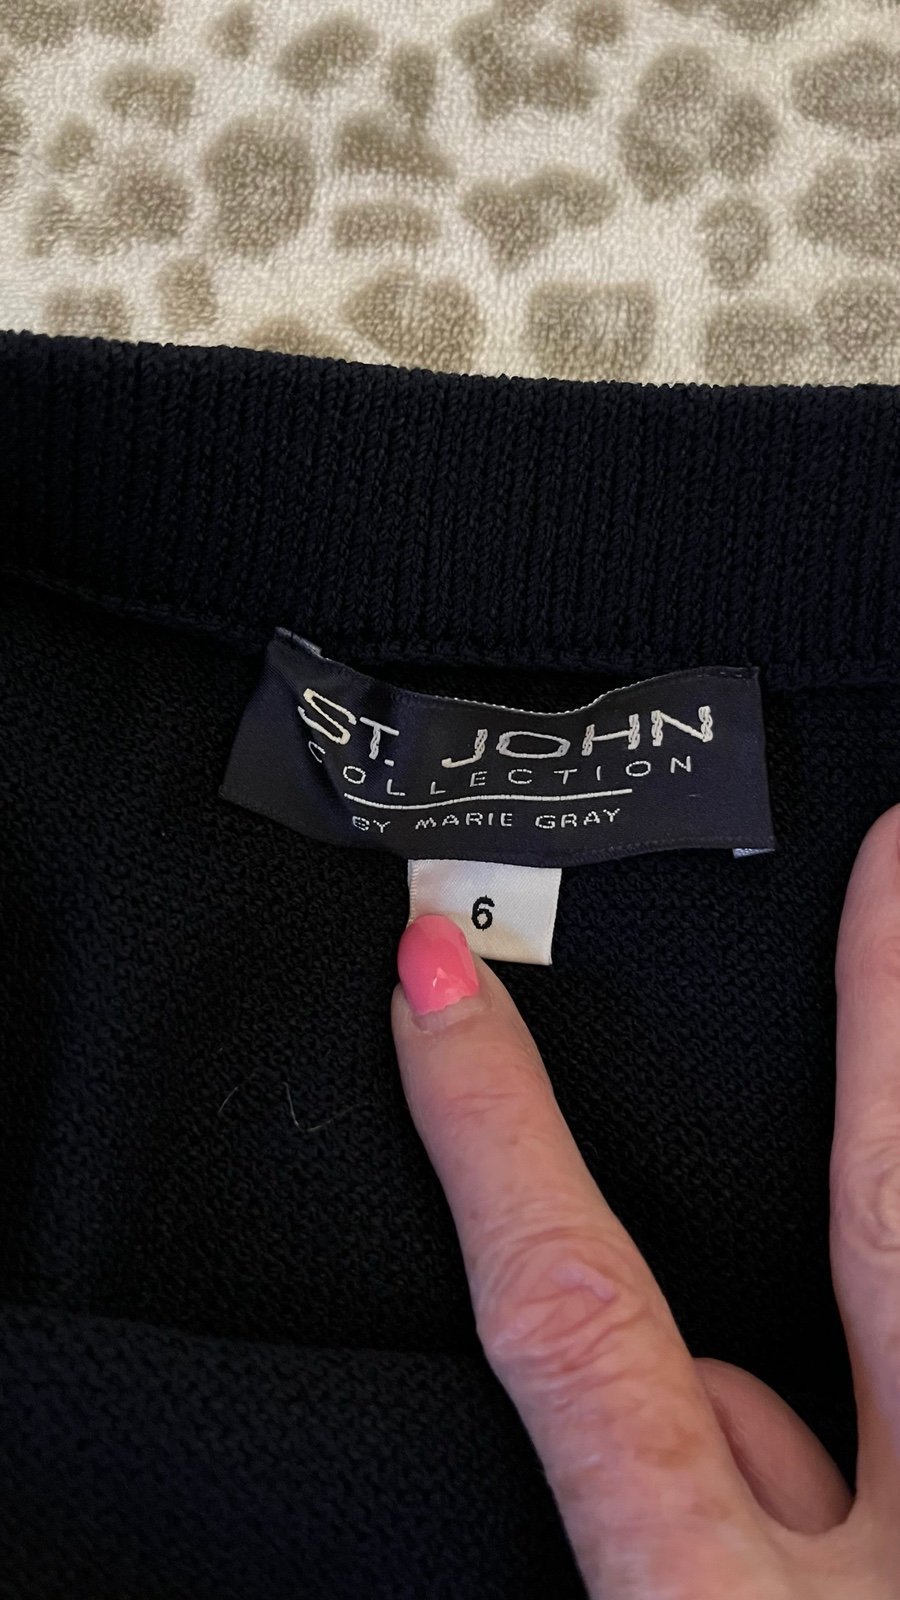 ST. JOHN
COLLECTION
BY MARIE GRAY
6